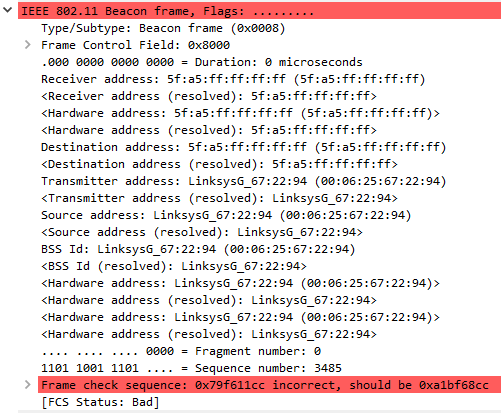 IEEE 802.11 Beacon frame, Flags: .........
Type/Subtype: Beacon frame (0x0008)
Frame Control Field: 0x8000
.000 0000 0000 0000 = Duration: 0 microseconds
Receiver address: 5f:a5:ff:ff:ff:ff (5f:a5:ff:ff:ff:ff)
<Receiver address (resolved): 5f:a5:ff:ff:ff:ff>
<Hardware address: 5f:a5:ff:ff:ff:ff (5f:a5:ff:ff:ff:ff)>
<Hardware address (resolved): 5f:a5:ff:ff:ff:ff>
Destination address: 5f:a5:ff:ff:ff:ff (5f:a5:ff:ff:ff:ff)
<Destination address (resolved): 5f:a5:ff:ff:ff:ff>
Transmitter address: LinksysG_67:22:94 (00:06:25:67:22:94)
<Transmitter address (resolved): LinksysG_67:22:94>
Source address: LinksysG_67:22:94 (00:06:25:67:22:94)
<Source address (resolved): LinksysG_67:22:94>
BSS Id: LinksysG_67:22:94 (00:06:25:67:22:94)
<BSS Id (resolved): LinksysG_67:22:94>
<Hardware address: LinksysG_67:22:94 (00:06:25:67:22:94)>
<Hardware address (resolved): LinksysG_67:22:94>
<Hardware address: LinksysG_67:22:94 (00:06:25:67:22:94)>
<Hardware address (resolved): LinksysG_67:22:94>
.... .... .... 0000 = Fragment number: 0
1101 1001 1101 .... = Sequence number: 3485
Frame check sequence: 0x79f611cc incorrect, should be 0xa1bf68cc
[FCS Status: Bad]